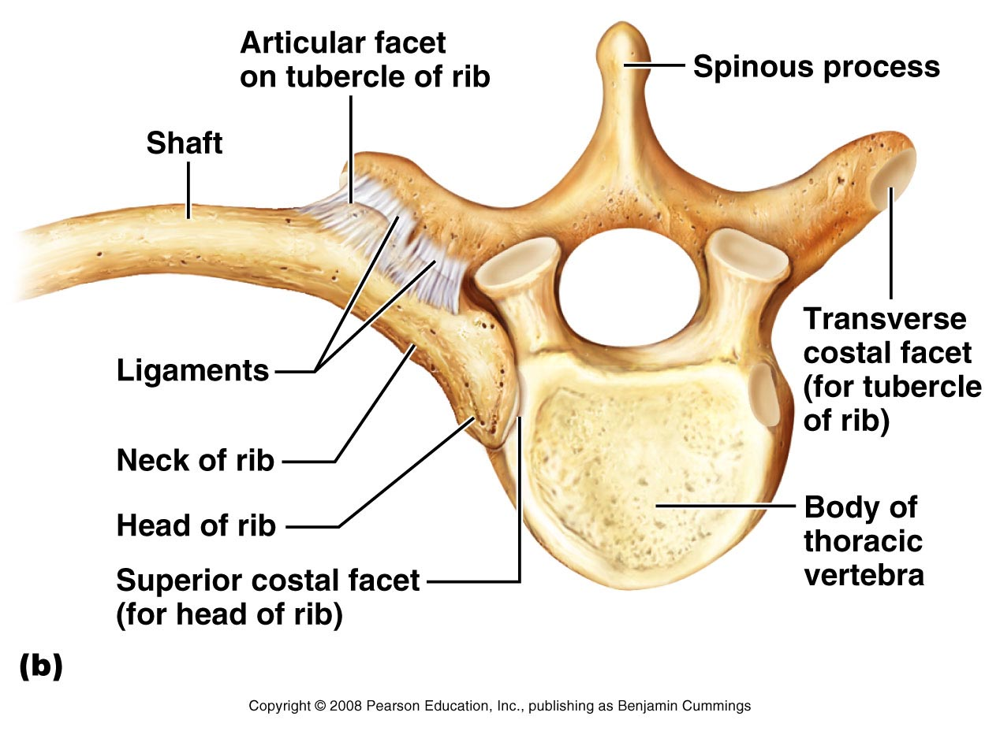 Articular facet
on tubercle of rib
Spinous process
Shaft
Transverse
costal facet
(for tubercle
of rib)
Ligaments
Neck of rib
Head of rib
Body of
thoracic
vertebra
Superior costal facet
(for head of rib)
(b)
Copyright © 2008 Pearson Education, Inc., publishing as Benjamin Cummings